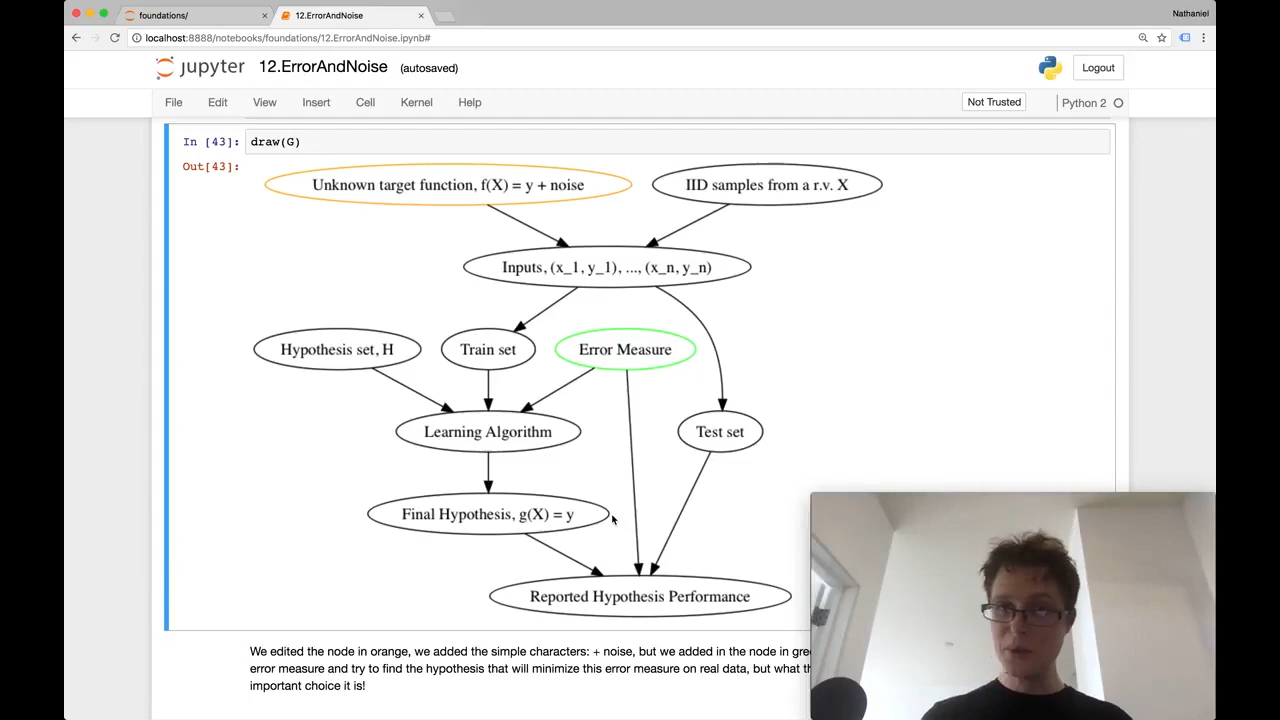 foundations/
12.ErrorAndNoise
Nathaniel
localhost:8888/notebooks/foundations/12.ErrorAndNoise.ipynb#
jupyter 12.ErrorAndNoise (autosaved)
Logout
File Edit View Insert Cell Kernel Help
Not Trusted
Python 2
In [43]: draw(G)
Out[43]:
Unknown target function, f(X) = y + noise
IID samples from a r.v. X
Inputs, (x_1, y_1), ..., (x_n, y_n)
Hypothesis set, H
Train set
Error Measure
Learning Algorithm
Test set
Final Hypothesis, g(X) = y
Reported Hypothesis Performance
We edited the node in orange, we added the simple characters: + noise, but we added in the node in
error measure and try to find the hypothesis that will minimize this error measure on real data, but what
important choice it is!